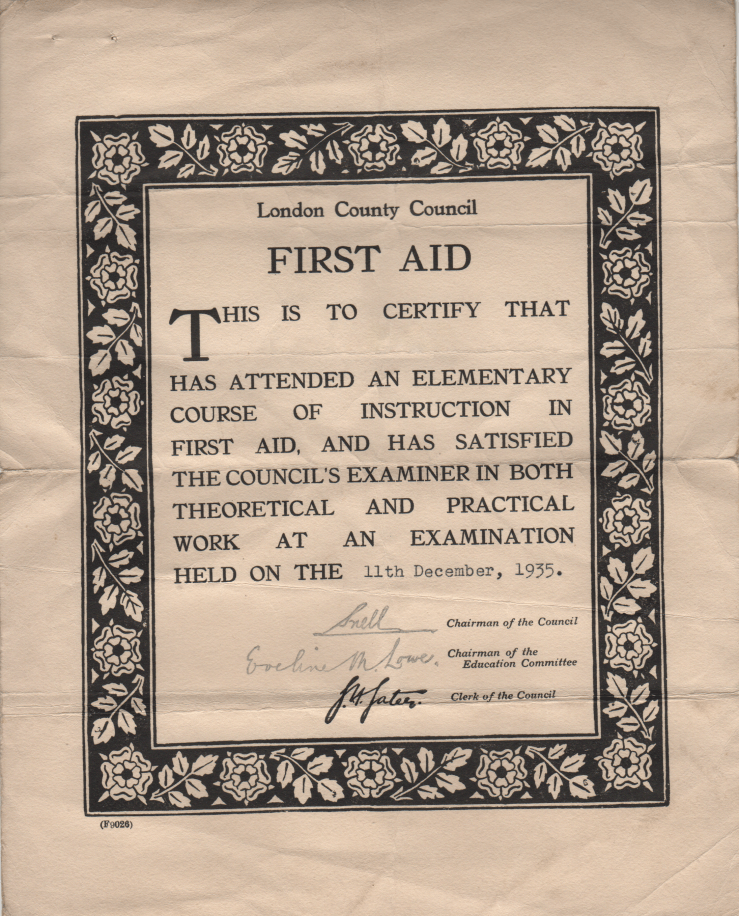 London County Council
FIRST AID
THIS IS TO CERTIFY THAT
HAS ATTENDED AN ELEMENTARY
COURSE OF INSTRUCTION IN
FIRST AID, AND HAS SATISFIED
THE COUNCIL'S EXAMINER IN BOTH
THEORETICAL AND PRACTICAL
WORK AT AN EXAMINATION
HELD ON THE 11th December, 1935.
Snell Chairman of the Council
Eveline M. Lowe. Chairman of the
Education Committee
G. H. Gater. Clerk of the Council
(F9026)